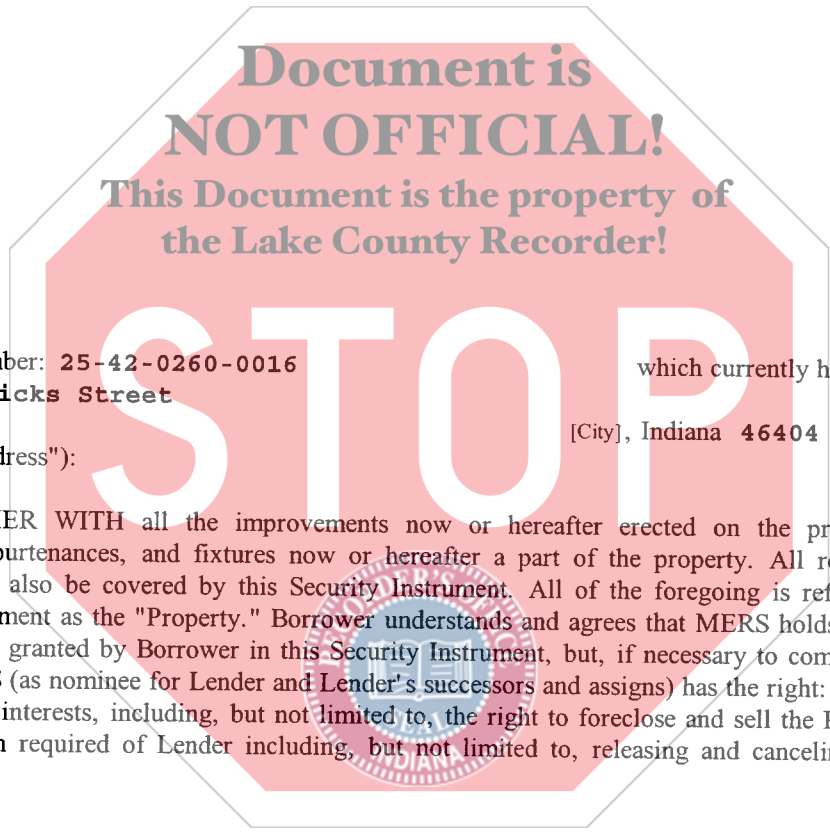 Document is
NOT OFFICIAL!
This Document is the property of
the Lake County Recorder!
STOP
ber: 25-42-0260-0016 which currently h
icks Street
[City], Indiana 46404
dress"):
ER WITH all the improvements now or hereafter erected on the pr
purtenances, and fixtures now or hereafter a part of the property. All r
also be covered by this Security Instrument. All of the foregoing is ref
ment as the "Property." Borrower understands and agrees that MERS holds
granted by Borrower in this Security Instrument, but, if necessary to com
(as nominee for Lender and Lender's successors and assigns) has the right:
interests, including, but not limited to, the right to foreclose and sell the
required of Lender including, but not limited to, releasing and cancelin
RECORDER'S OFFICE
SEAL
INDIANA